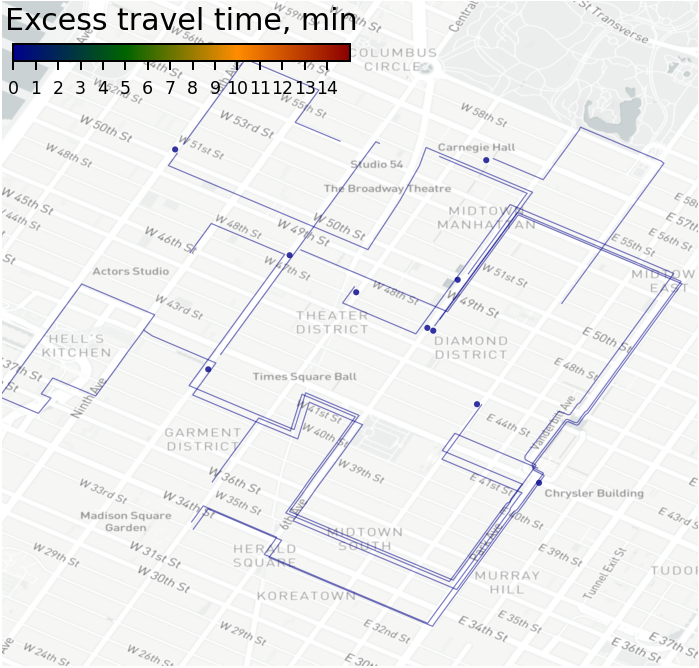 Excess travel time, min
0 1 2 3 4 5 6 7 8 9 10 11 12 13 14
St Transverse
Central
COLUMBUS
CIRCLE
W 55th St
W 58th St
W 53rd St
W 50th St
W 51st St
Carnegie Hall
W 48th St
Studio 54
The Broadway Theatre
E 57th
W 45th St
W 44th St
W 48th St
W 50th St
W 49th St
MIDTOWN
MANHATTAN
E 56th St
E 55th St
W 46th St
W 47th St
Actors Studio
W 51st St
MIDTOWN
EAST
W 48th St
W 49th St
W 43rd St
THEATER
DISTRICT
E 50th St
HELL'S
KITCHEN
DIAMOND
DISTRICT
W 37th St
E 48th St
Times Square Ball
Ninth Ave
W 41st St
E 44th St
Vanderbilt Ave
GARMENT
DISTRICT
W 40th St
W 39th St
W 36th St
E 41st St
Chrysler Building
W 33rd St
W 35th St
W 34th St
6th Ave
E 40th St
E 43rd St
Madison Square
Garden
MIDTOWN
SOUTH
Park Ave
W 31st St
W 29th St
HERALD
SQUARE
E 39th St
Tunnel Exit St
W 30th St
MURRAY
HILL
TUDOR
KOREATOWN
E 35th St
E 34th St
E 32nd St
W 29th St
E 36th St
E 37th St
W 24th St
W 26th St
E 30th St